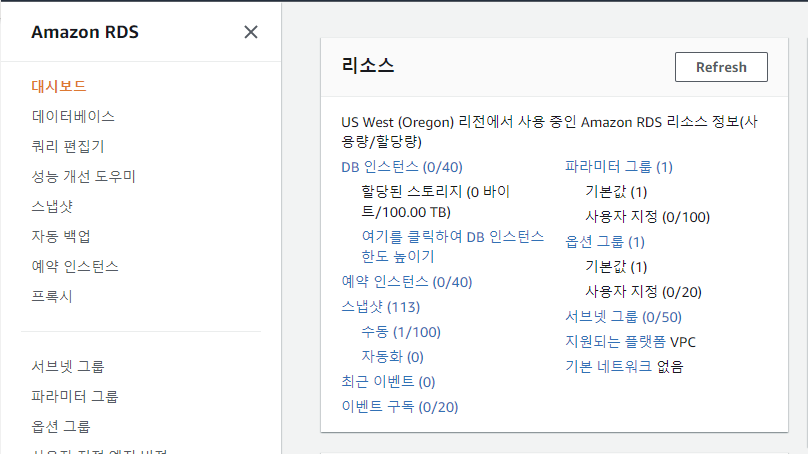 Amazon RDS
대시보드
데이터베이스
쿼리 편집기
성능 개선 도우미
스냅샷
자동 백업
예약 인스턴스
프록시
서브넷 그룹
파라미터 그룹
옵션 그룹
리소스
Refresh
US West (Oregon) 리전에서 사용 중인 Amazon RDS 리소스 정보(사
용량/할당량)
DB 인스턴스 (0/40)
할당된 스토리지 (0 바이
트/100.00 TB)
여기를 클릭하여 DB 인스턴스
한도 높이기
예약 인스턴스 (0/40)
스냅샷 (113)
수동 (1/100)
자동화 (0)
최근 이벤트 (0)
이벤트 구독 (0/20)
파라미터 그룹 (1)
기본값 (1)
사용자 지정 (0/100)
옵션 그룹 (1)
기본값 (1)
사용자 지정 (0/20)
서브넷 그룹 (0/50)
지원되는 플랫폼 VPC
기본 네트워크 없음